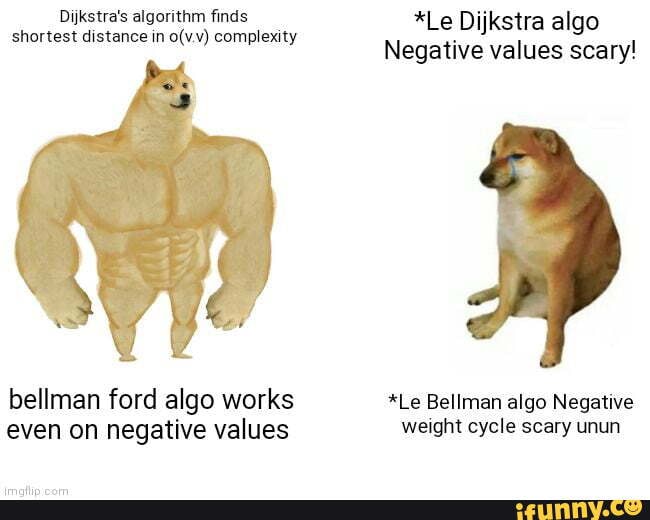 Dijkstra's algorithm finds
shortest distance in o(v.v) complexity
*Le Dijkstra algo
Negative values scary!
bellman ford algo works
even on negative values
*Le Bellman algo Negative
weight cycle scary unun
imgflip.com
ifunny.co